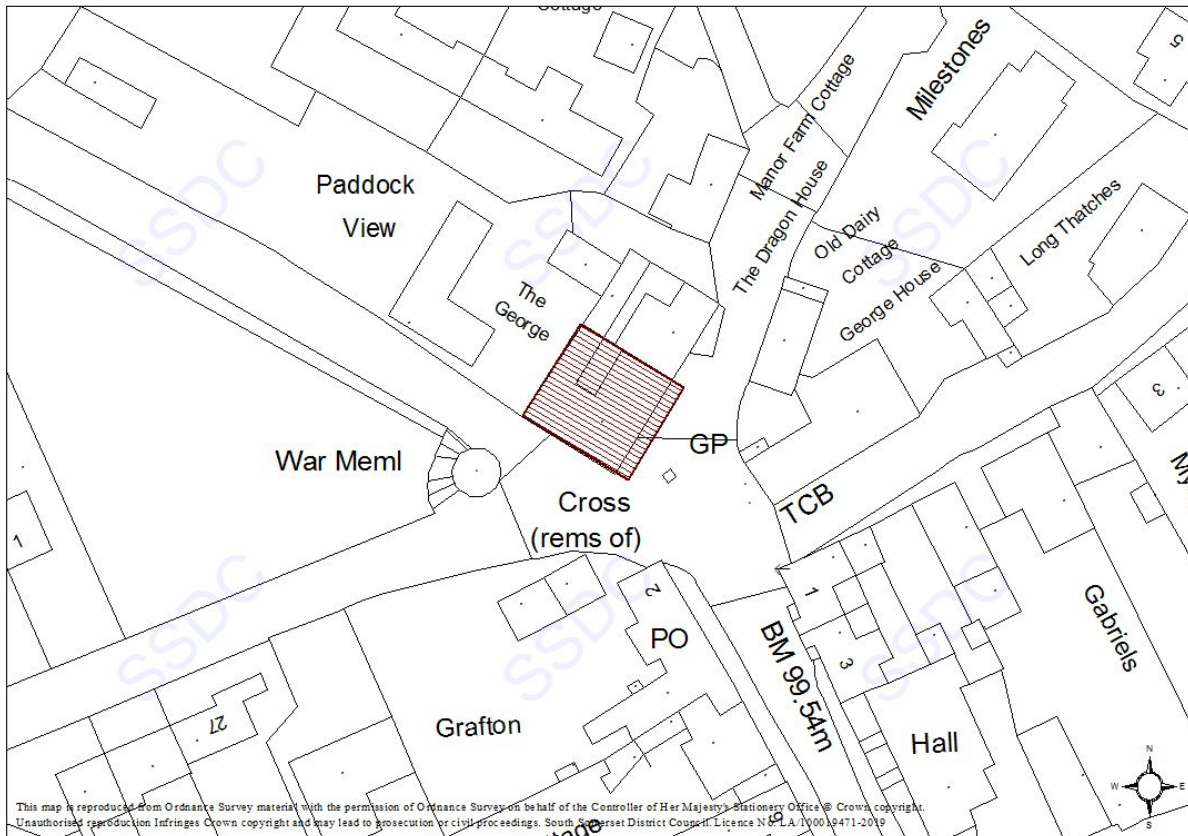 Cottage
5
Milestones
Manor Farm Cottage
The Dragon House
Old Dairy
Cottage
George House
Long Thatches
Paddock
View
The
George
3
War Meml
GP
Cross
(rems of)
TCB
My
1
2
PO
1
3
BM 99.54m
Gabriels
27
Grafton
Hall
N
W
E
S
SSDC
SSDC
SSDC
SSDC
SSDC
SSDC
This map is reproduced from Ordnance Survey material with the permission of Ordnance Survey on behalf of the Controller of Her Majesty's Stationery Office © Crown copyright.
Unauthorised reproduction Infringes Crown copyright and may lead to prosecution or civil proceedings. South Somerset District Council. Licence No. LA/100019471-2019